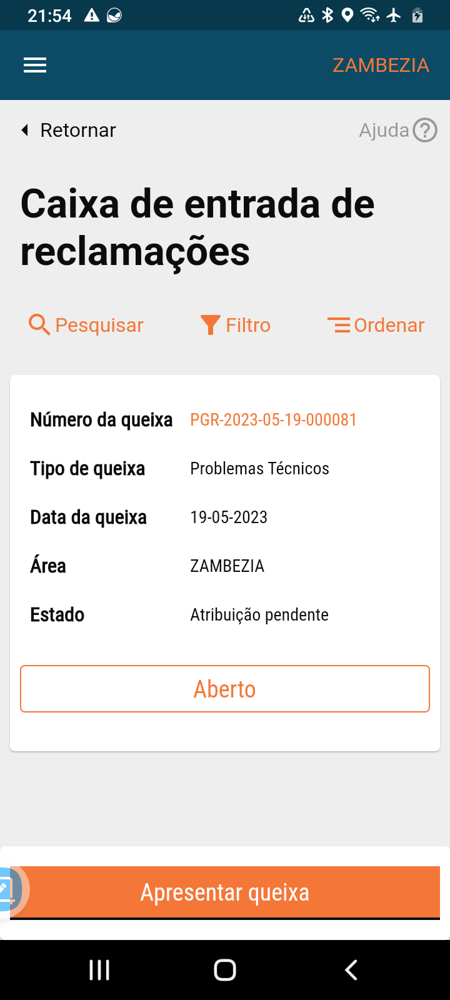 21:54
ZAMBEZIA
Retornar
Ajuda
Caixa de entrada de
reclamações
Pesquisar
Filtro
Ordenar
Número da queixa PGR-2023-05-19-000081
Tipo de queixa Problemas Técnicos
Data da queixa 19-05-2023
Área ZAMBEZIA
Estado Atribuição pendente
Aberto
Apresentar queixa